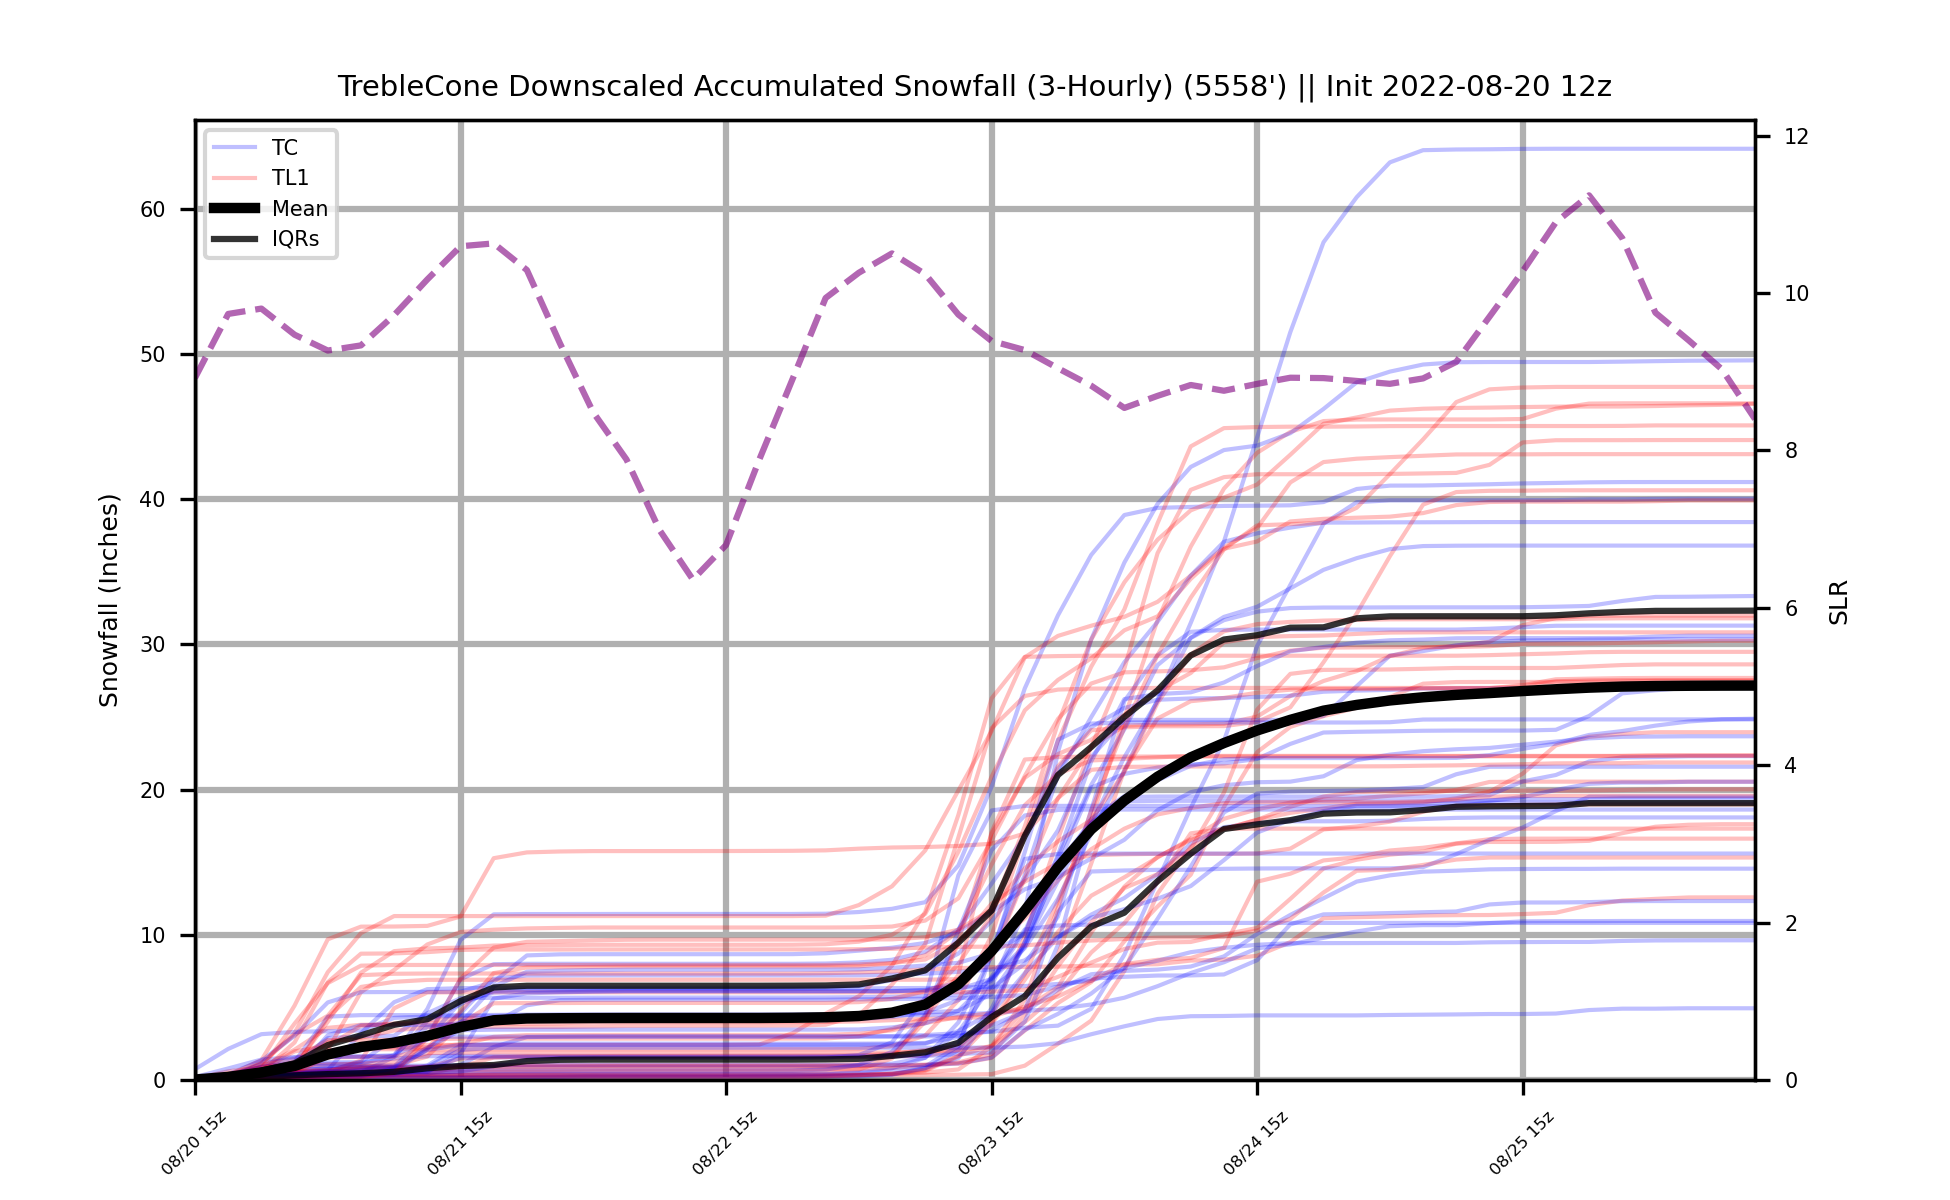 TrebleCone Downscaled Accumulated Snowfall (3-Hourly) (5558') || Init 2022-08-20 12z
TC
TL1
Mean
IQRs
60
50
40
30
20
10
0
Snowfall (Inches)
12
10
8
6
4
2
0
SLR
08/20 15z
08/21 15z
08/22 15z
08/23 15z
08/24 15z
08/25 15z